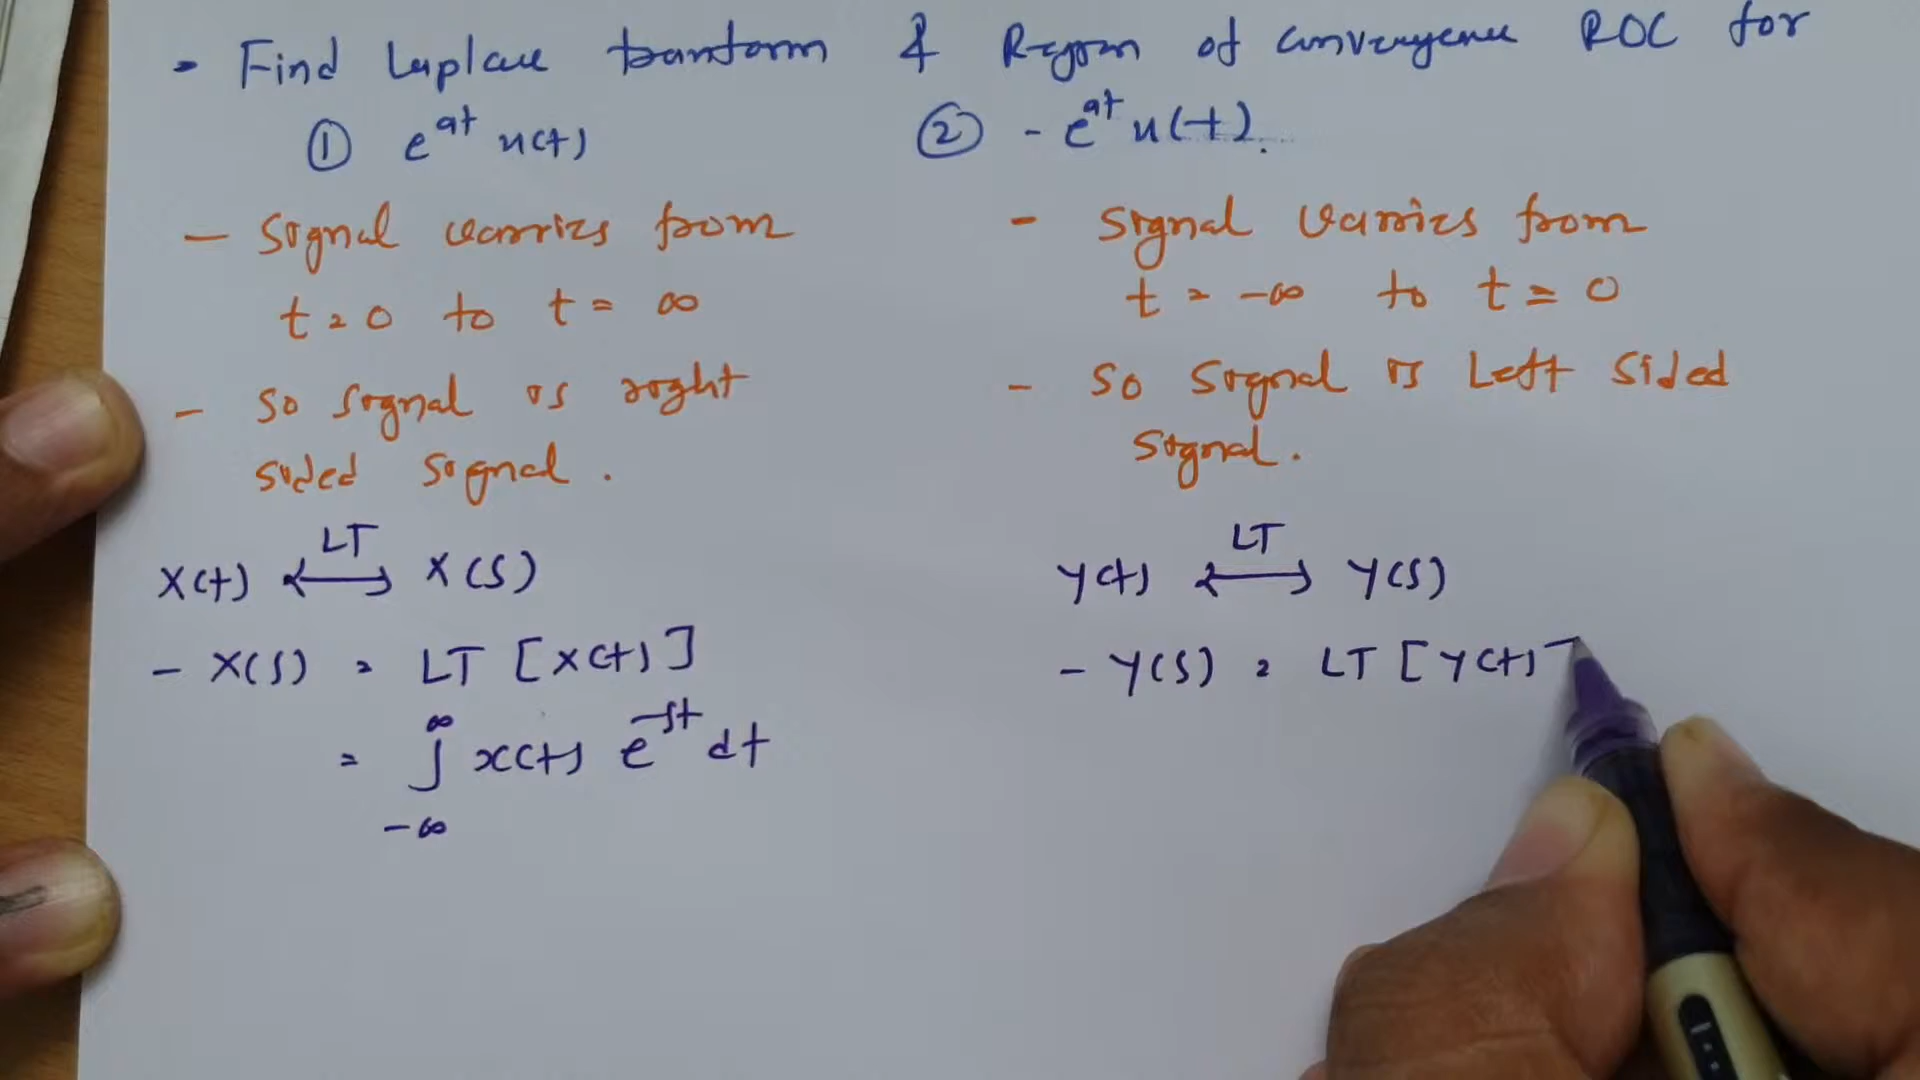 • Find Laplace transform & Region of convergence ROC for
① e^at u(t) ② - e^at u(-t).
- Signal varries from
t = 0 to t = ∞
- So signal is right
sided signal.
- Signal varries from
t = -∞ to t = 0
- So signal is Left sided
signal.
X(t) <-LT-> X(s)
- X(s) = LT [X(t)]
= ∫_{-∞}^{∞} x(t) e^{-st} dt
Y(t) <-LT-> Y(s)
- Y(s) = LT [Y(t)]